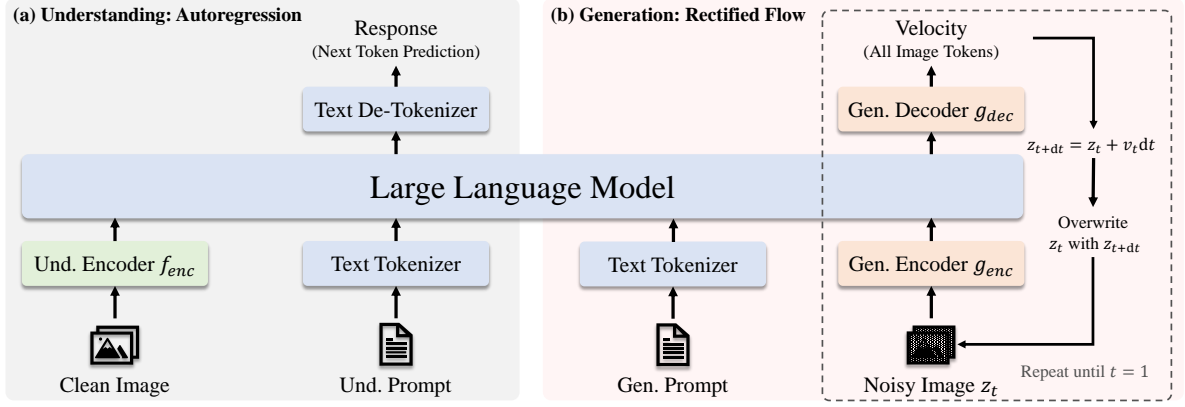 (a) Understanding: Autoregression
Response
(Next Token Prediction)
Text De-Tokenizer
Large Language Model
Und. Encoder f_enc
Text Tokenizer
Clean Image
Und. Prompt
(b) Generation: Rectified Flow
Velocity
(All Image Tokens)
Gen. Decoder g_dec
z_{t+dt} = z_t + v_t dt
Overwrite
z_t with z_{t+dt}
Text Tokenizer
Gen. Encoder g_enc
Gen. Prompt
Noisy Image z_t
Repeat until t = 1